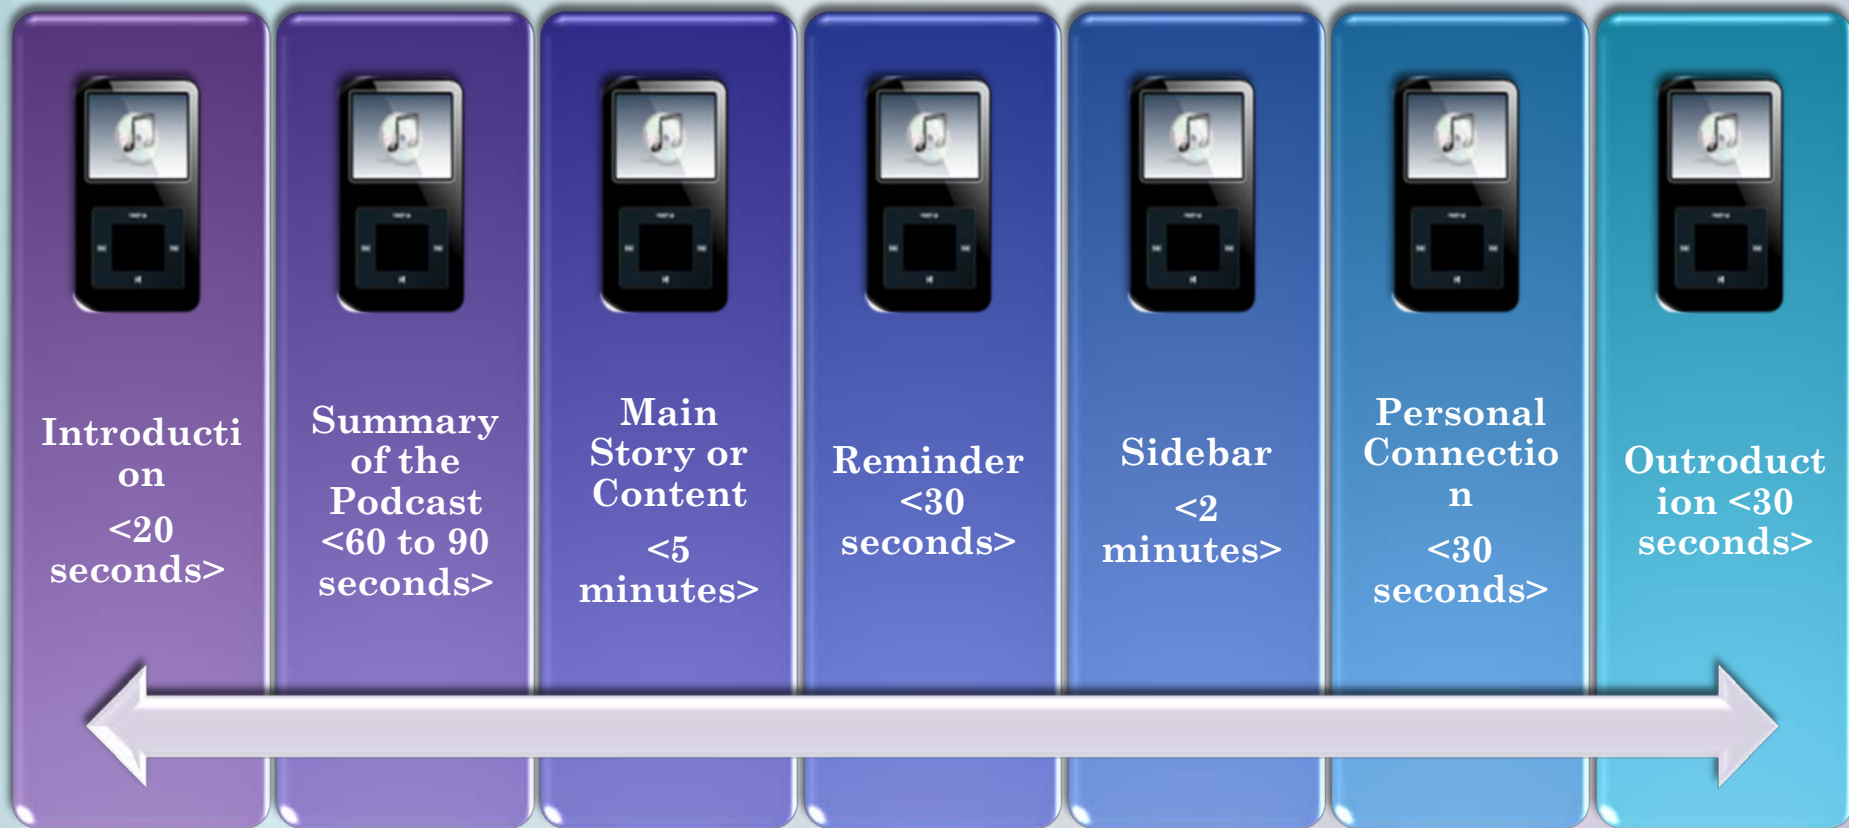 Introducti
on
<20
seconds>
Summary
of the
Podcast
<60 to 90
seconds>
Main
Story or
Content
<5
minutes>
Reminder
<30
seconds>
Sidebar
<2
minutes>
Personal
Connectio
n
<30
seconds>
Outroduct
ion <30
seconds>